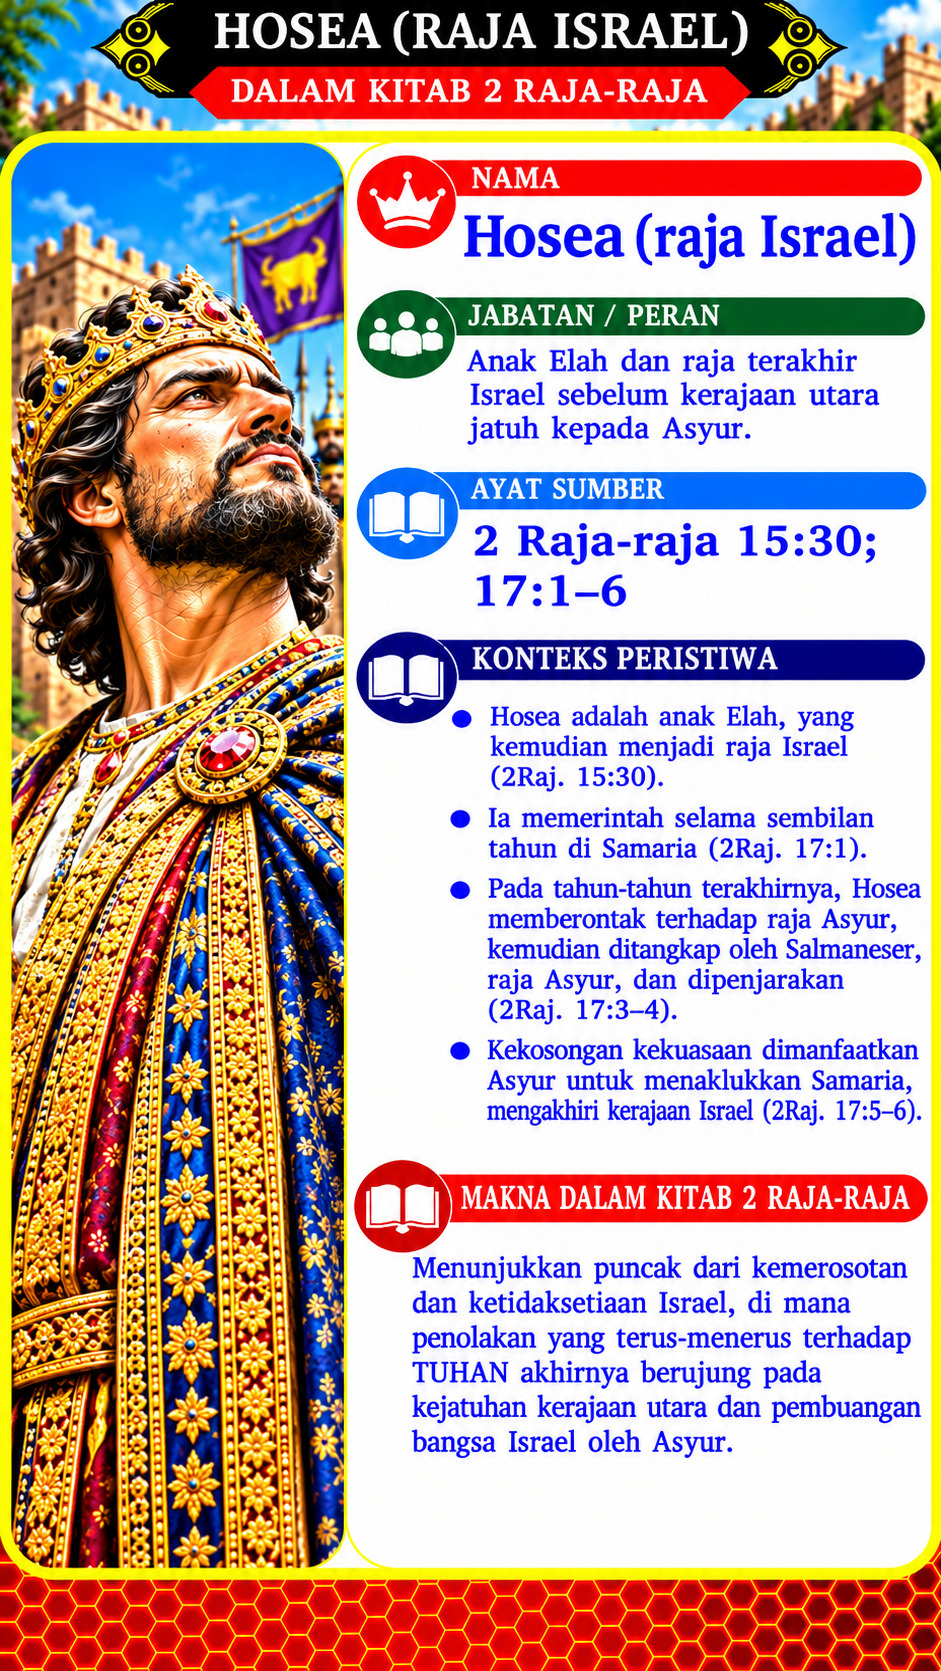 HOSEA (RAJA ISRAEL)
DALAM KITAB 2 RAJA-RAJA
NAMA
Hosea (raja Israel)
JABATAN / PERAN
Anak Elah dan raja terakhir
Israel sebelum kerajaan utara
jatuh kepada Asyur.
AYAT SUMBER
2 Raja-raja 15:30;
17:1–6
KONTEKS PERISTIWA
● Hosea adalah anak Elah, yang
kemudian menjadi raja Israel
(2Raj. 15:30).
● Ia memerintah selama sembilan
tahun di Samaria (2Raj. 17:1).
● Pada tahun-tahun terakhirnya, Hosea
memberontak terhadap raja Asyur,
kemudian ditangkap oleh Salmaneser,
raja Asyur, dan dipenjarakan
(2Raj. 17:3–4).
● Kekosongan kekuasaan dimanfaatkan
Asyur untuk menaklukkan Samaria,
mengakhiri kerajaan Israel (2Raj. 17:5–6).
MAKNA DALAM KITAB 2 RAJA-RAJA
Menunjukkan puncak dari kemerosotan
dan ketidaksetiaan Israel, di mana
penolakan yang terus-menerus terhadap
TUHAN akhirnya berujung pada
kejatuhan kerajaan utara dan pembuangan
bangsa Israel oleh Asyur.